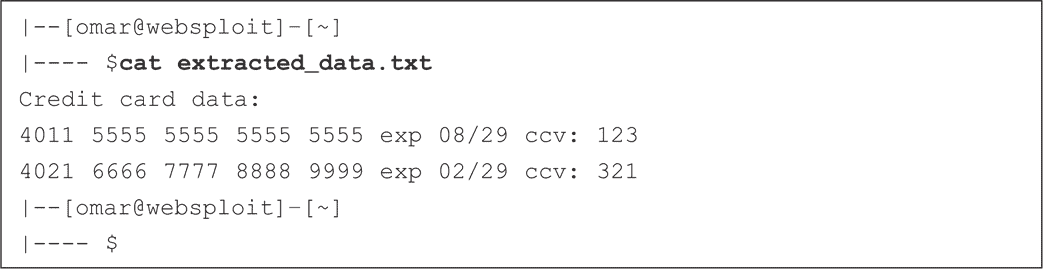 |--[omar@websploit]-[~]
|---- $cat extracted_data.txt
Credit card data:
4011 5555 5555 5555 5555 exp 08/29 ccv: 123
4021 6666 7777 8888 9999 exp 02/29 ccv: 321
|--[omar@websploit]-[~]
|---- $